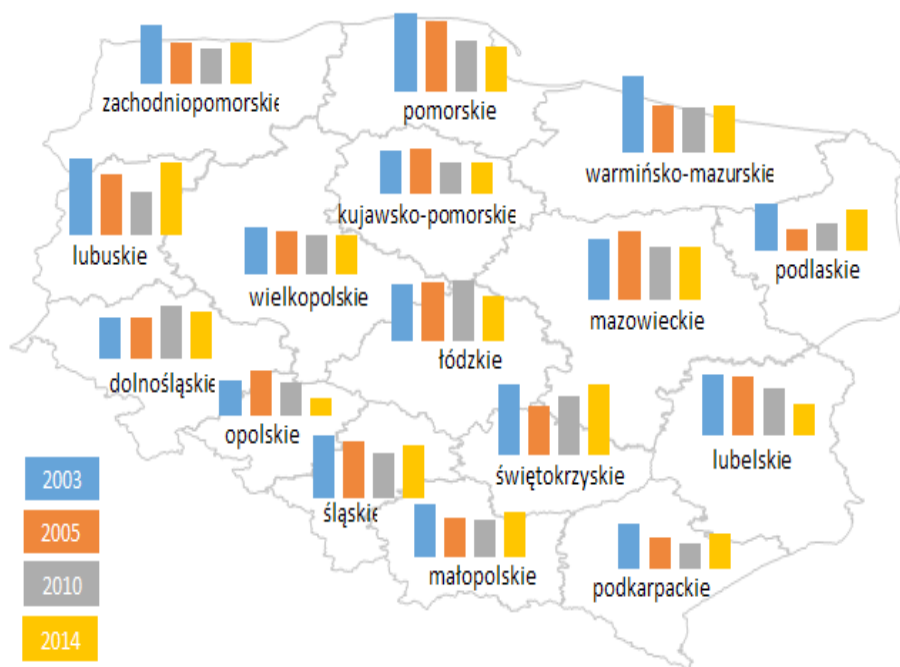 zachodniopomorskie
pomorskie
warmińsko-mazurskie
kujawsko-pomorskie
lubuskie
podlaskie
wielkopolskie
mazowieckie
łódzkie
dolnośląskie
opolskie
lubelskie
świętokrzyskie
śląskie
małopolskie
podkarpackie
2003
2005
2010
2014